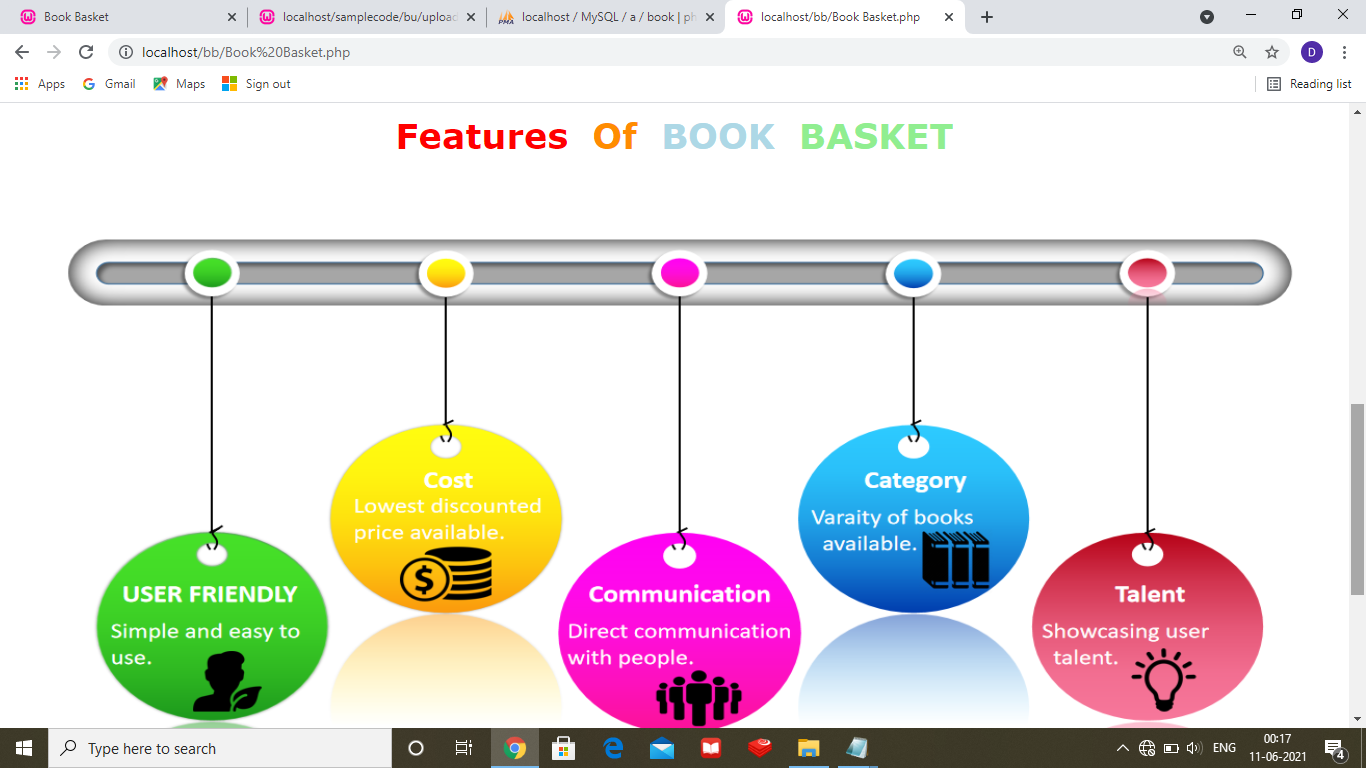 Book Basket
localhost/samplecode/bu/upload
localhost / MySQL / a / book | ph
localhost/bb/Book Basket.php
localhost/bb/Book%20Basket.php
D
Apps
Gmail
Maps
Sign out
Reading list
Features Of BOOK BASKET
Cost
Lowest discounted
price available.
Category
Varaity of books
available.
USER FRIENDLY
Simple and easy to
use.
Communication
Direct communication
with people.
Talent
Showcasing user
talent.
Type here to search
ENG
00:17
11-06-2021
4